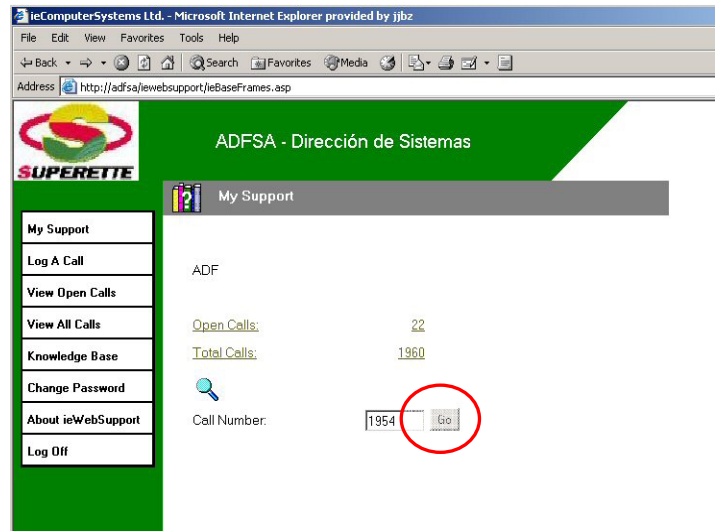 ieComputerSystems Ltd. - Microsoft Internet Explorer provided by jjbz
File Edit View Favorites Tools Help
Back Search Favorites Media
Address http://adfsa/iewebsupport/ieBaseFrames.asp
SUPERETTE
ADFSA - Dirección de Sistemas
My Support
My Support
Log A Call
View Open Calls
View All Calls
Knowledge Base
Change Password
About ieWebSupport
Log Off
ADF
Open Calls: 22
Total Calls: 1960
Call Number: 1954 Go